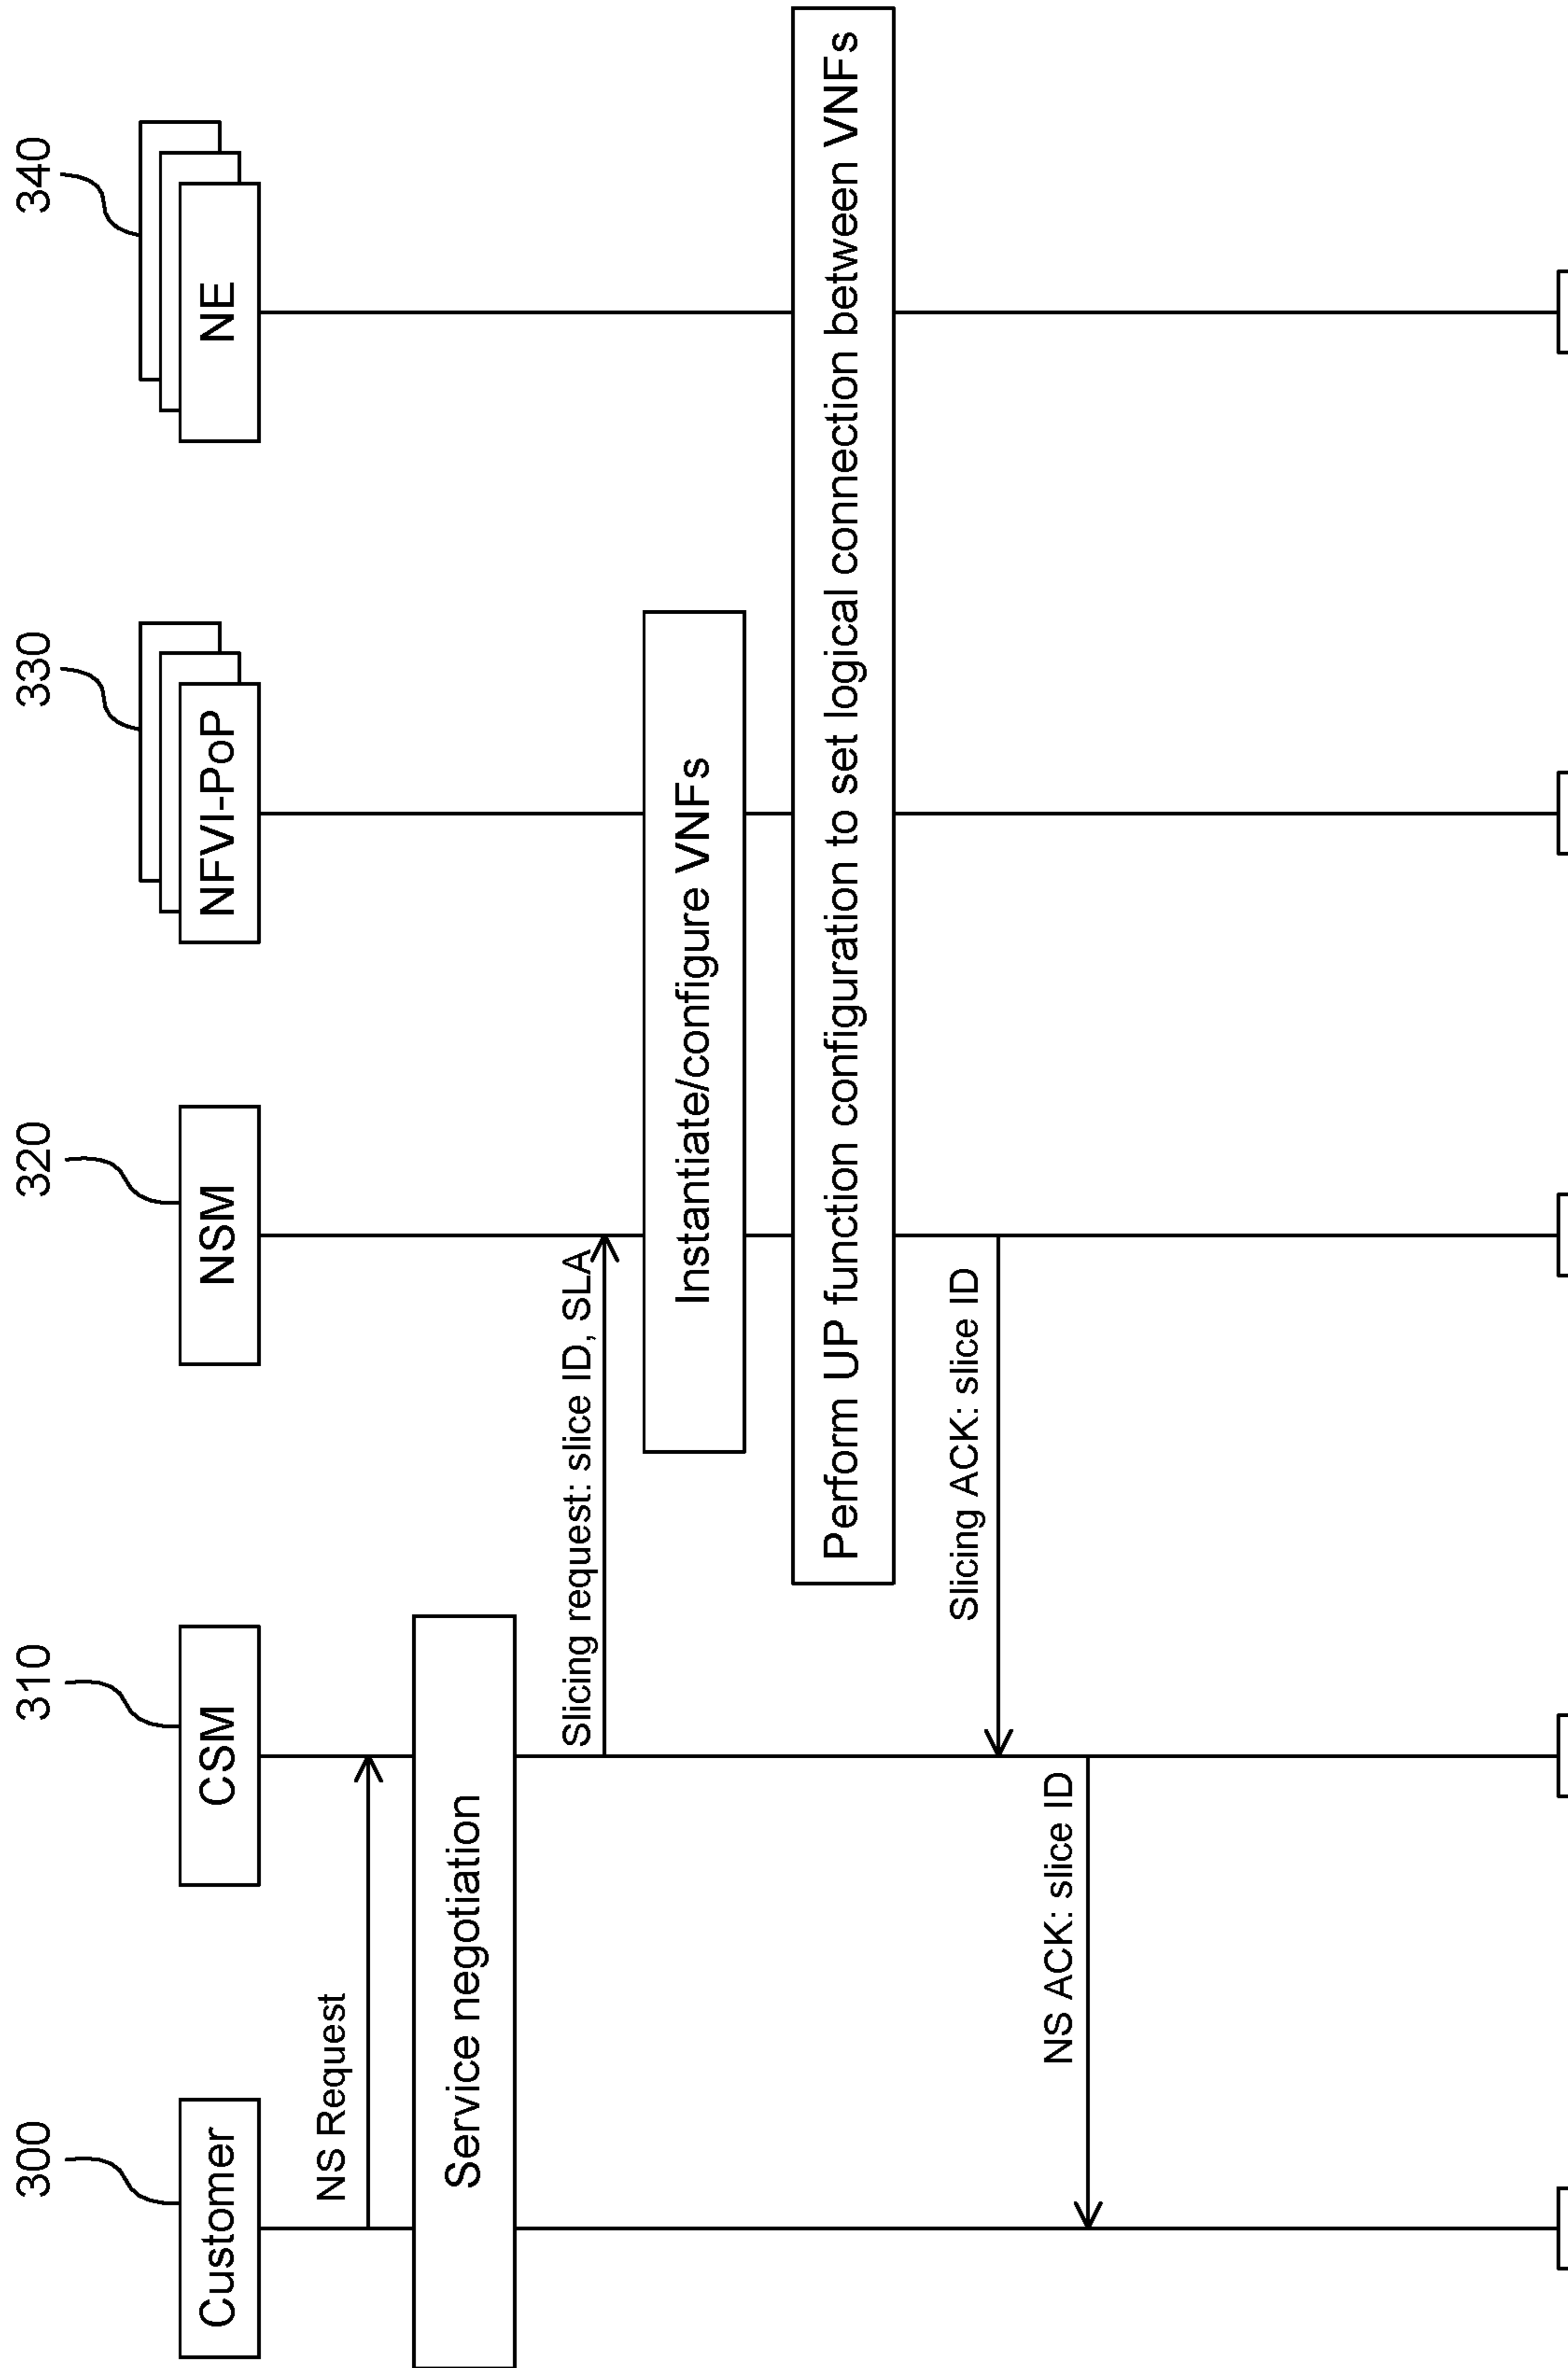 300
310
320
330
340
Customer
CSM
NSM
NFVI-PoP
NE
NS Request
Service negotiation
Slicing request: slice ID, SLA
Instantiate/configure VNFs
Perform UP function configuration to set logical connection between VNFs
Slicing ACK: slice ID
NS ACK: slice ID